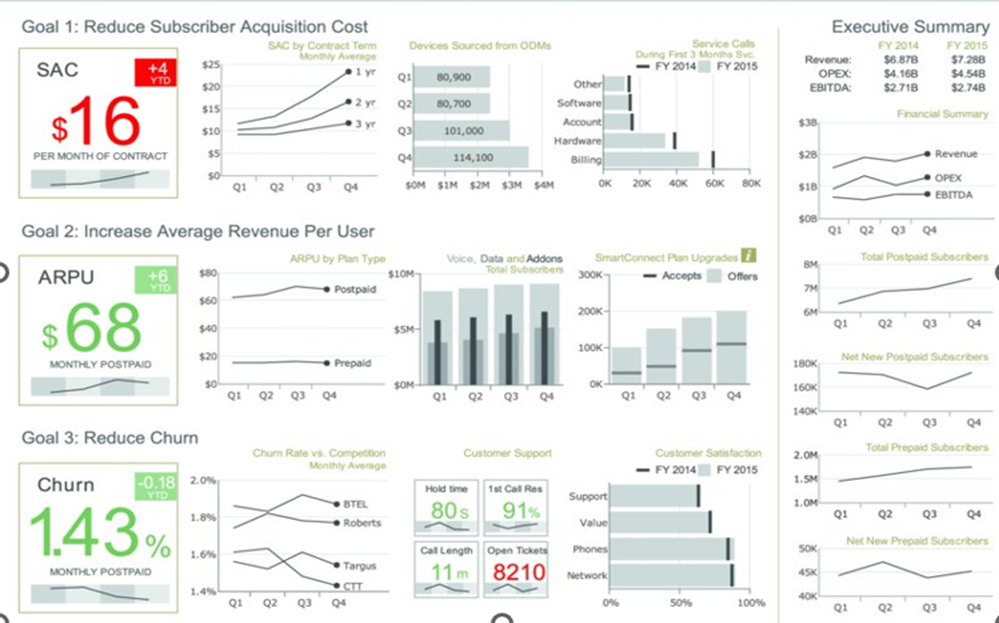 Goal 1: Reduce Subscriber Acquisition Cost
SAC
+4
YTD
$16
PER MONTH OF CONTRACT
SAC by Contract Term
Monthly Average
$25
$20
$15
$10
$5
$0
1 yr
2 yr
3 yr
Q1 Q2 Q3 Q4
Devices Sourced from ODMs
Q1 80,900
Q2 80,700
Q3 101,000
Q4 114,100
$0M $1M $2M $3M $4M
Service Calls
During First 3 Months Svc.
FY 2014 FY 2015
Other
Software
Account
Hardware
Billing
0K 20K 40K 60K 80K
Goal 2: Increase Average Revenue Per User
ARPU
+6
YTD
$68
MONTHLY POSTPAID
ARPU by Plan Type
$80
$60
$40
$20
$0
Postpaid
Prepaid
Q1 Q2 Q3 Q4
Voice, Data and Addons
Total Subscribers
$10M
$5M
$0M
Q1 Q2 Q3 Q4
SmartConnect Plan Upgrades i
Accepts Offers
300K
200K
100K
0K
Q1 Q2 Q3 Q4
Goal 3: Reduce Churn
Churn
-0.18
YTD
1.43%
MONTHLY POSTPAID
Churn Rate vs. Competition
Monthly Average
2.0%
1.8%
1.6%
1.4%
BTEL
Roberts
Targus
CTT
Q1 Q2 Q3 Q4
Customer Support
Hold time
80 s
1st Call Res
91%
Call Length
11 m
Open Tickets
8210
Customer Satisfaction
FY 2014 FY 2015
Support
Value
Phones
Network
0% 50% 100%
Executive Summary
FY 2014 FY 2015
Revenue: $6.87B $7.28B
OPEX: $4.16B $4.54B
EBITDA: $2.71B $2.74B
Financial Summary
$3B
$2B
$1B
$0B
Revenue
OPEX
EBITDA
Q1 Q2 Q3 Q4
Total Postpaid Subscribers
8M
7M
6M
Q1 Q2 Q3 Q4
Net New Postpaid Subscribers
180K
160K
140K
Q1 Q2 Q3 Q4
Total Prepaid Subscribers
2.0M
1.5M
1.0M
Q1 Q2 Q3 Q4
Net New Prepaid Subscribers
50K
45K
40K
Q1 Q2 Q3 Q4